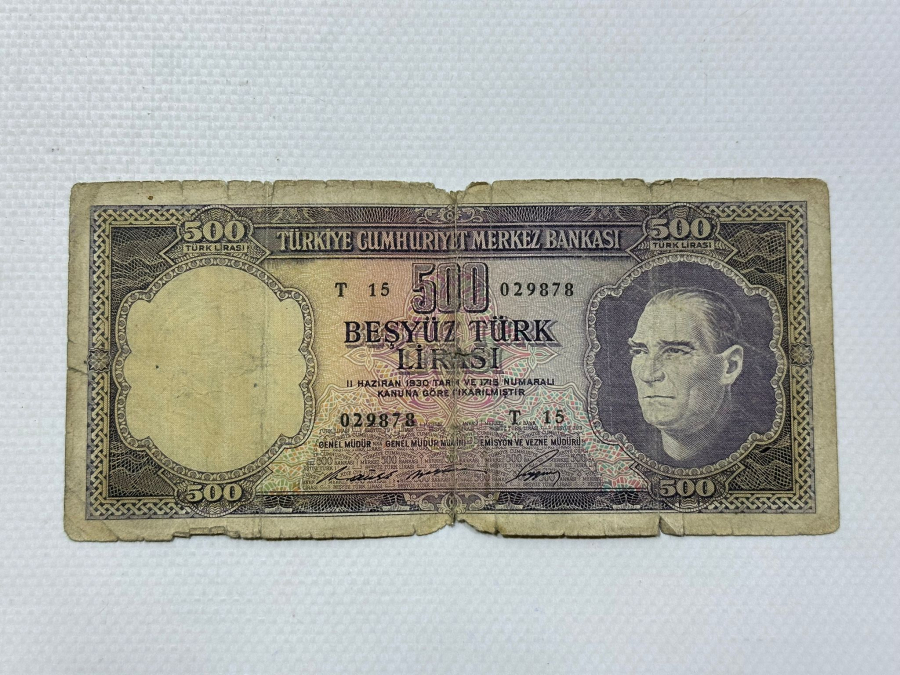 500 500
TÜRK LİRASI TÜRK LİRASI
TÜRKİYE CUMHURİYET MERKEZ BANKASI
T 15 500 029878
BEŞYÜZ TÜRK
LİRASI
11 HAZİRAN 1930 TARİH VE 1715 NUMARALI
KANUNA GÖRE ÇIKARILMIŞTIR
029878 T 15
GENEL MÜDÜR GENEL MÜDÜR MUAVİNİ EMİSYON VE VEZNE MÜDÜRÜ
500 500